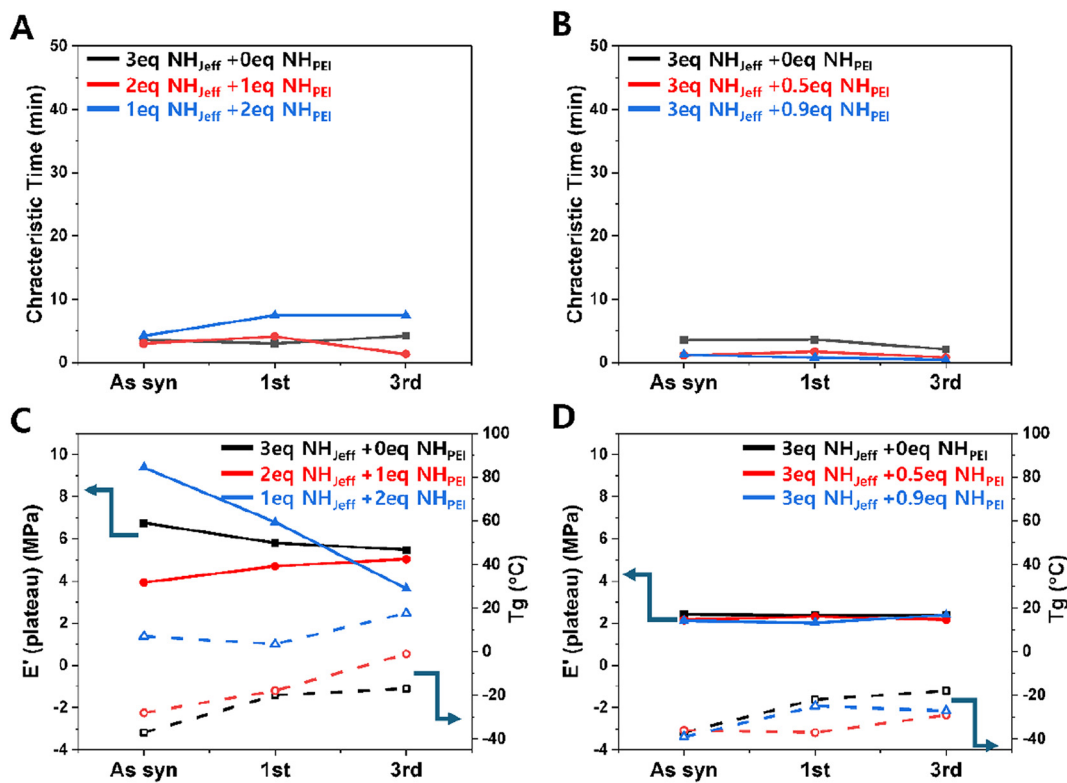 A
50
40
30
20
10
0
Chracteristic Time (min)
3eq NHJeff +0eq NHPEI
2eq NHJeff +1eq NHPEI
1eq NHJeff +2eq NHPEI
As syn 1st 3rd
B
50
40
30
20
10
0
Chracteristic Time (min)
3eq NHJeff +0eq NHPEI
3eq NHJeff +0.5eq NHPEI
3eq NHJeff +0.9eq NHPEI
As syn 1st 3rd
C
10
8
6
4
2
0
-2
-4
E' (plateau) (MPa)
3eq NHJeff +0eq NHPEI
2eq NHJeff +1eq NHPEI
1eq NHJeff +2eq NHPEI
100
80
60
40
20
0
-20
-40
Tg (°C)
As syn 1st 3rd
D
10
8
6
4
2
0
-2
-4
E' (plateau) (MPa)
3eq NHJeff +0eq NHPEI
3eq NHJeff +0.5eq NHPEI
3eq NHJeff +0.9eq NHPEI
100
80
60
40
20
0
-20
-40
Tg (°C)
As syn 1st 3rd